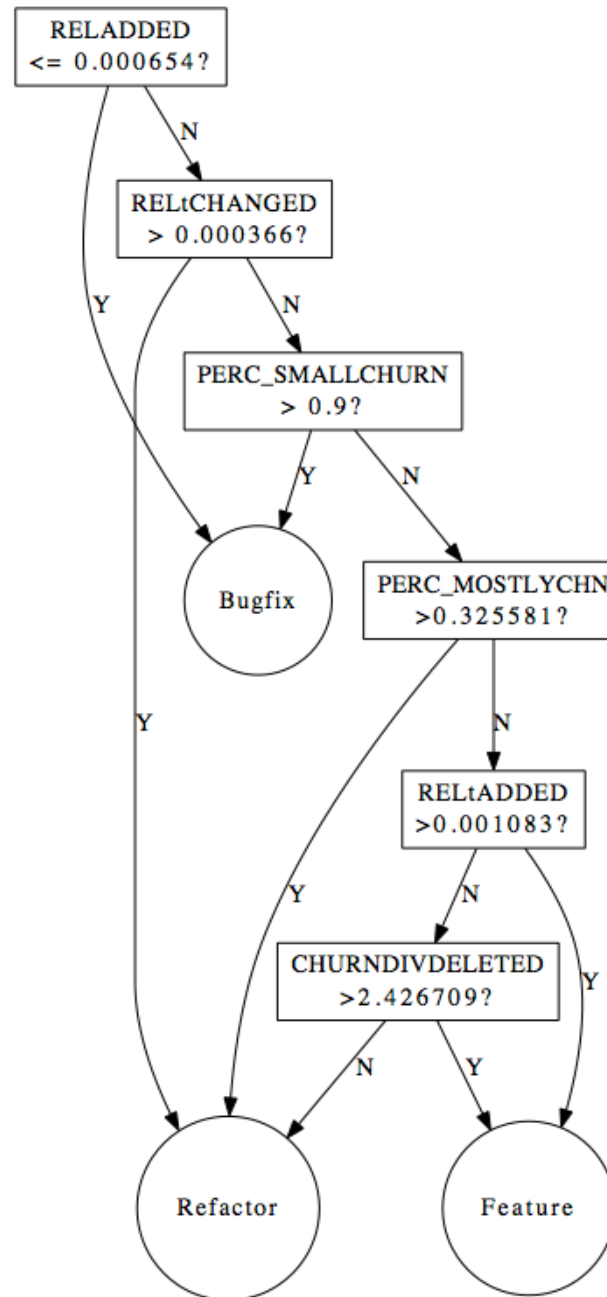 RELADDED
<= 0.000654?
N
RELtCHANGED
> 0.000366?
Y
N
PERC_SMALLCHURN
> 0.9?
Y
N
Bugfix
PERC_MOSTLYCHN
>0.325581?
Y
N
RELtADDED
>0.001083?
Y
N
CHURNDIVDELETED
>2.426709?
Y
N
Y
Refactor
Feature